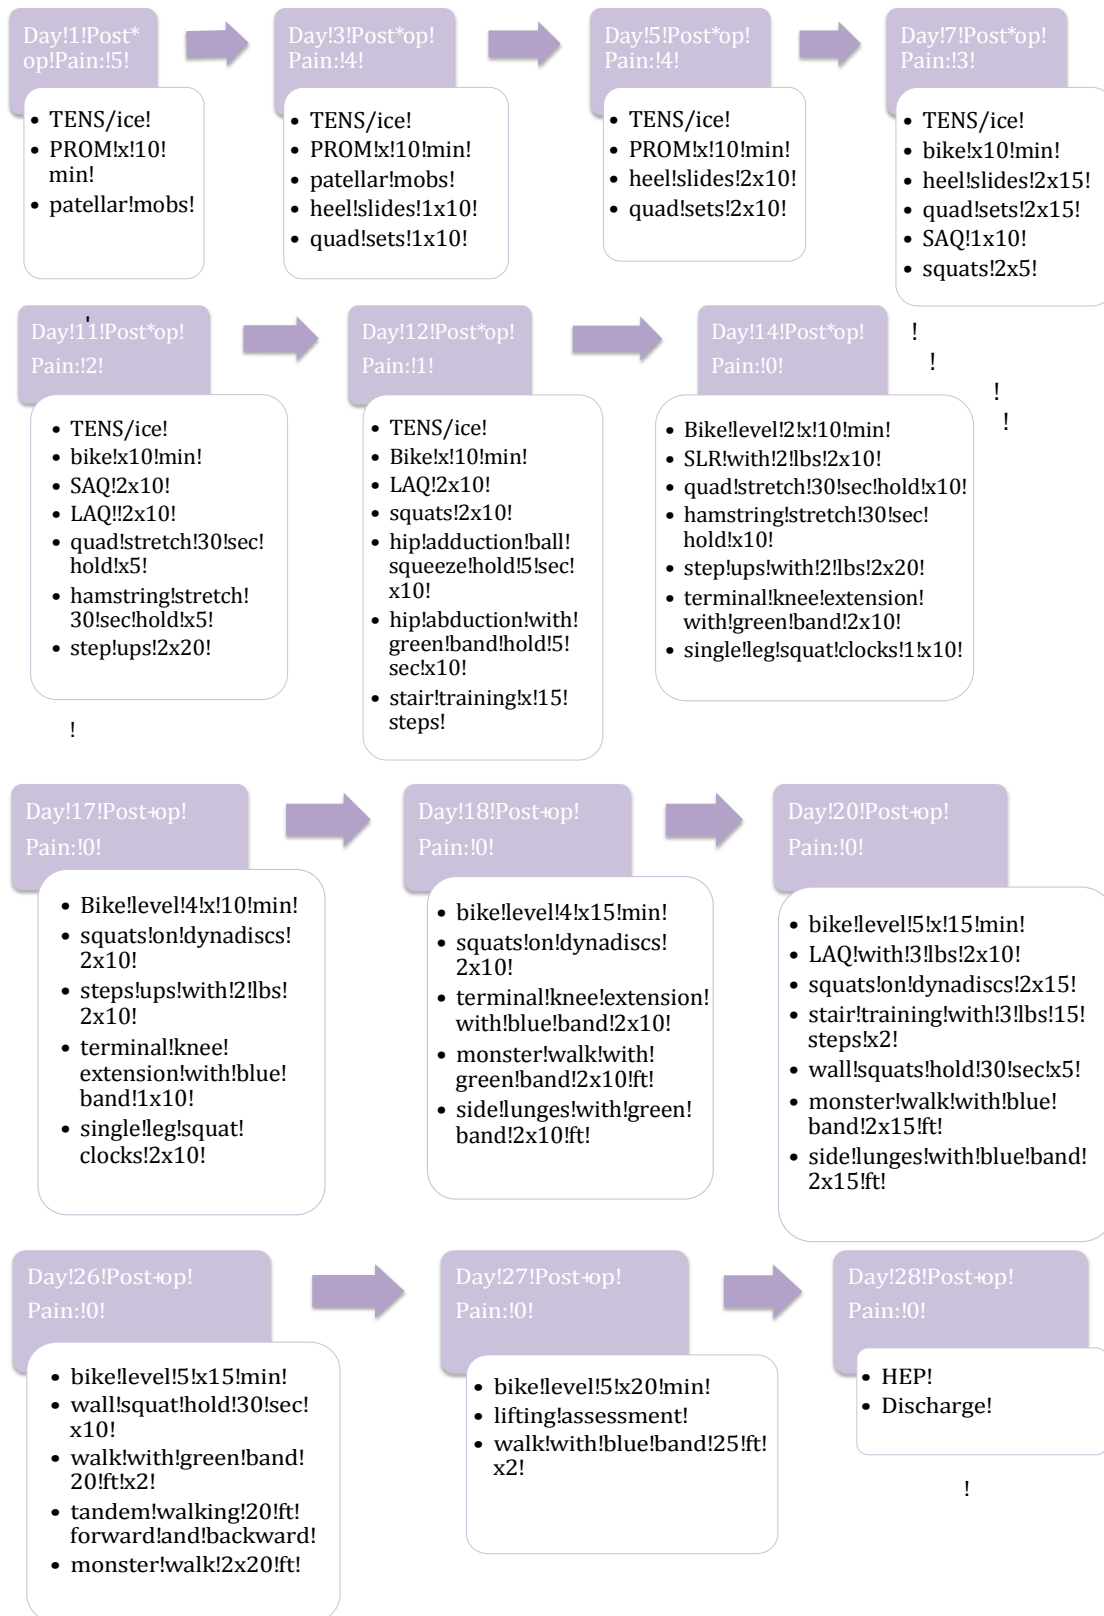 Day!1!Post*
op!Pain:!5!
• TENS/ice!
• PROM!x!10!
min!
• patellar!mobs!
Day!3!Post*op!
Pain:!4!
• TENS/ice!
• PROM!x!10!min!
• patellar!mobs!
• heel!slides!1x10!
• quad!sets!1x10!
Day!5!Post*op!
Pain:!4!
• TENS/ice!
• PROM!x!10!min!
• heel!slides!2x10!
• quad!sets!2x10!
Day!7!Post*op!
Pain:!3!
• TENS/ice!
• bike!x10!min!
• heel!slides!2x15!
• quad!sets!2x15!
• SAQ!1x10!
• squats!2x5!
Day!11!Post*op!
Pain:!2!
• TENS/ice!
• bike!x10!min!
• SAQ!2x10!
• LAQ!!2x10!
• quad!stretch!30!sec!
hold!x5!
• hamstring!stretch!
30!sec!hold!x5!
• step!ups!2x20!
!
Day!12!Post*op!
Pain:!1!
• TENS/ice!
• Bike!x!10!min!
• LAQ!2x10!
• squats!2x10!
• hip!adduction!ball!
squeeze!hold!5!sec!
x10!
• hip!abduction!with!
green!band!hold!5!
sec!x10!
• stair!training!x!15!
steps!
Day!14!Post*op!
Pain:!0!
• Bike!level!2!x!10!min!
• SLR!with!2!lbs!2x10!
• quad!stretch!30!sec!hold!x10!
• hamstring!stretch!30!sec!
hold!x10!
• step!ups!with!2!lbs!2x20!
• terminal!knee!extension!
with!green!band!2x10!
• single!leg!squat!clocks!1!x10!
!
!
!
!
Day!17!Post+op!
Pain:!0!
• Bike!level!4!x!10!min!
• squats!on!dynadiscs!
2x10!
• steps!ups!with!2!lbs!
2x10!
• terminal!knee!
extension!with!blue!
band!1x10!
• single!leg!squat!
clocks!2x10!
Day!18!Post+op!
Pain:!0!
• bike!level!4!x15!min!
• squats!on!dynadiscs!
2x10!
• terminal!knee!extension!
with!blue!band!2x10!
• monster!walk!with!
green!band!2x10!ft!
• side!lunges!with!green!
band!2x10!ft!
Day!20!Post+op!
Pain:!0!
• bike!level!5!x!15!min!
• LAQ!with!3!lbs!2x10!
• squats!on!dynadiscs!2x15!
• stair!training!with!3!lbs!15!
steps!x2!
• wall!squats!hold!30!sec!x5!
• monster!walk!with!blue!
band!2x15!ft!
• side!lunges!with!blue!band!
2x15!ft!
Day!26!Post+op!
Pain:!0!
• bike!level!5!x15!min!
• wall!squat!hold!30!sec!
x10!
• walk!with!green!band!
20!ft!x2!
• tandem!walking!20!ft!
forward!and!backward!
• monster!walk!2x20!ft!
Day!27!Post+op!
Pain:!0!
• bike!level!5!x20!min!
• lifting!assessment!
• walk!with!blue!band!25!ft!
x2!
Day!28!Post+op!
Pain:!0!
• HEP!
• Discharge!
!